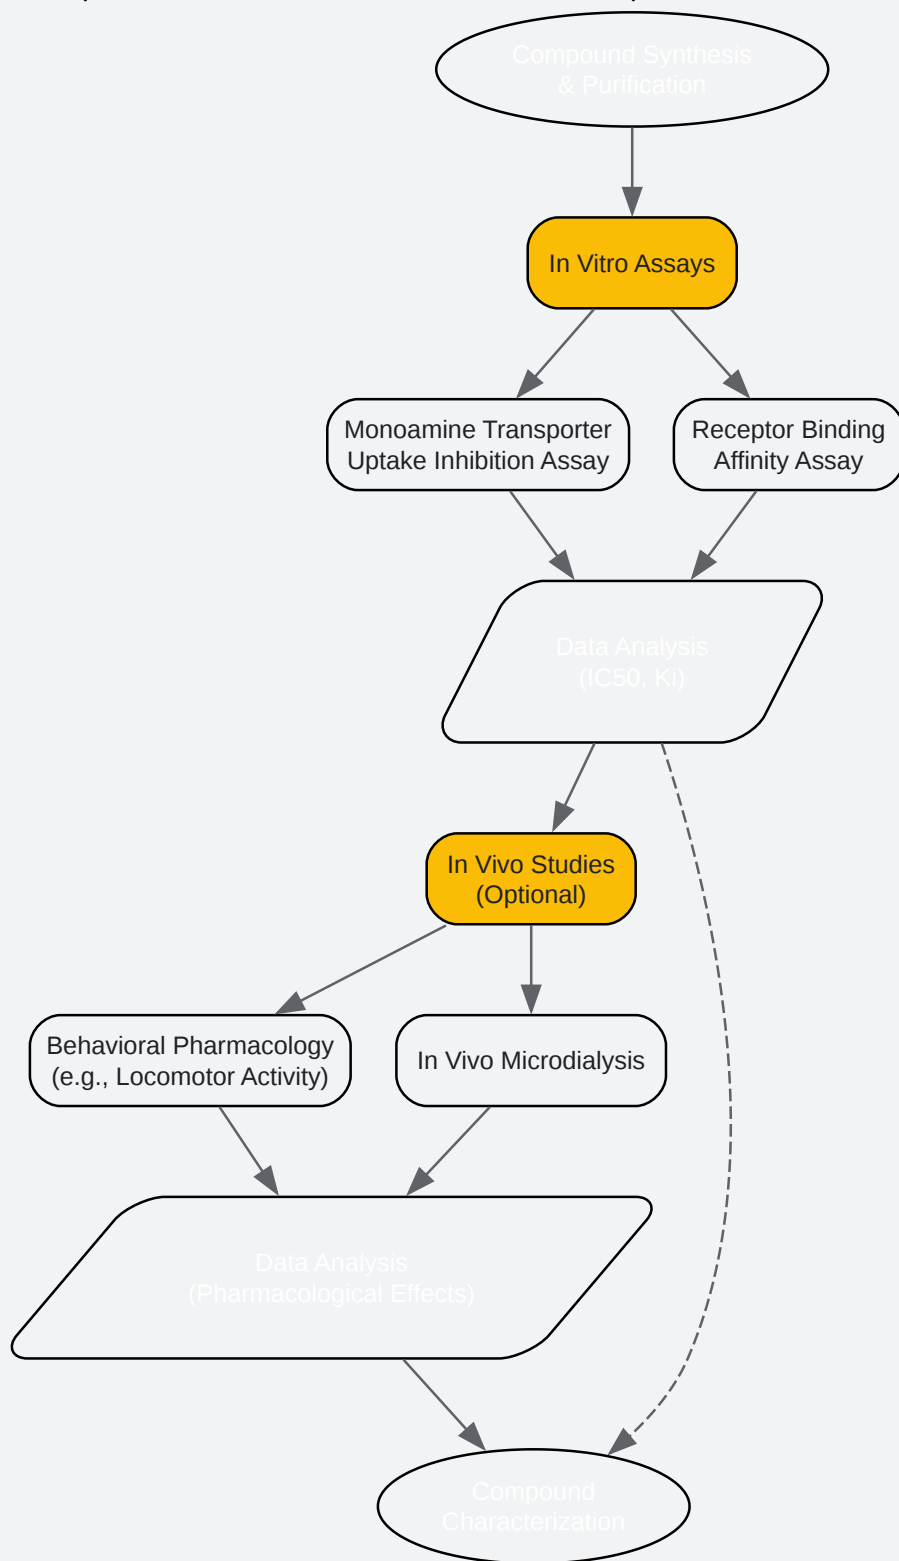 Compound Synthesis
& Purification
In Vitro Assays
Monoamine Transporter
Uptake Inhibition Assay
Receptor Binding
Affinity Assay
Data Analysis
(IC50, Ki)
In Vivo Studies
(Optional)
Behavioral Pharmacology
(e.g., Locomotor Activity)
In Vivo Microdialysis
Data Analysis
(Pharmacological Effects)
Compound
Characterization